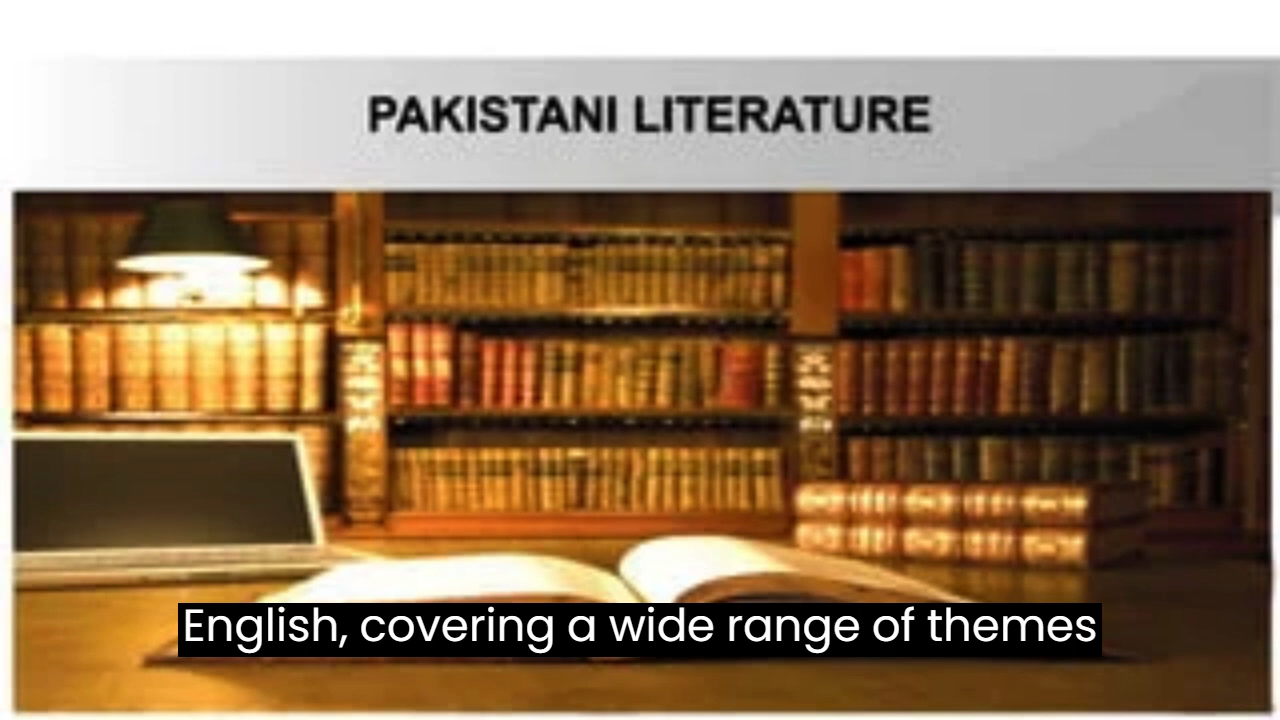 PAKISTANI LITERATURE
English, covering a wide range of themes